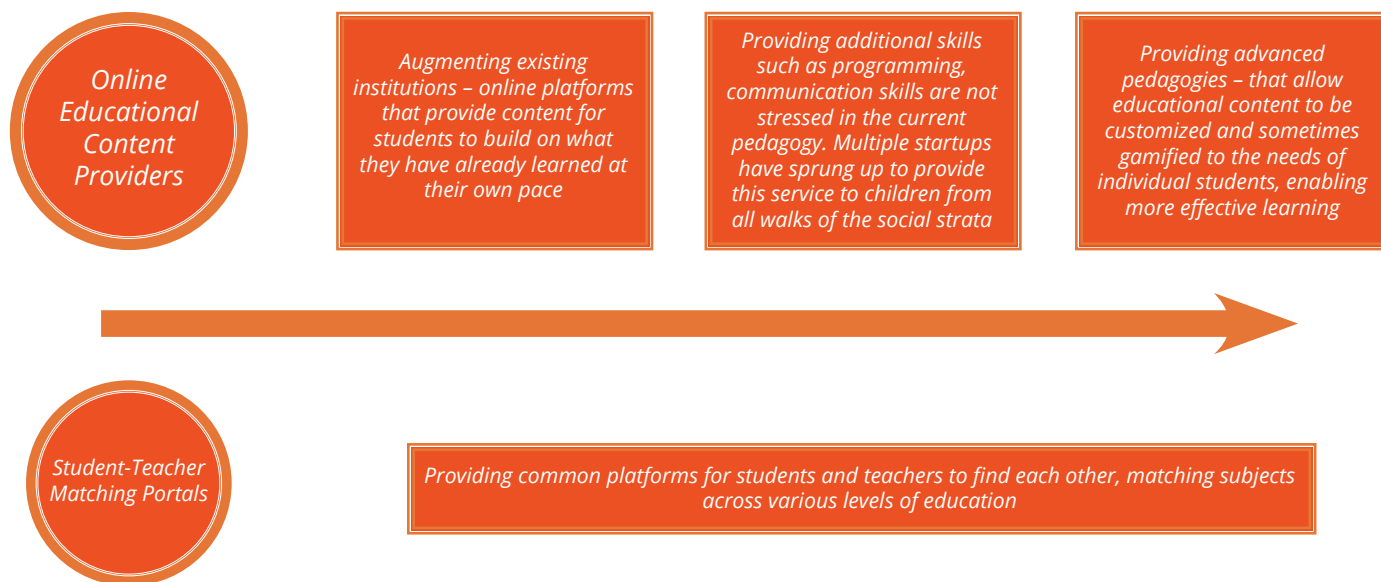 Online
Educational
Content
Providers
Augmenting existing
institutions – online platforms
that provide content for
students to build on what
they have already learned at
their own pace
Providing additional skills
such as programming,
communication skills are not
stressed in the current
pedagogy. Multiple startups
have sprung up to provide
this service to children from
all walks of the social strata
Providing advanced
pedagogies – that allow
educational content to be
customized and sometimes
gamified to the needs of
individual students, enabling
more effective learning
Student-Teacher
Matching Portals
Providing common platforms for students and teachers to find each other, matching subjects
across various levels of education